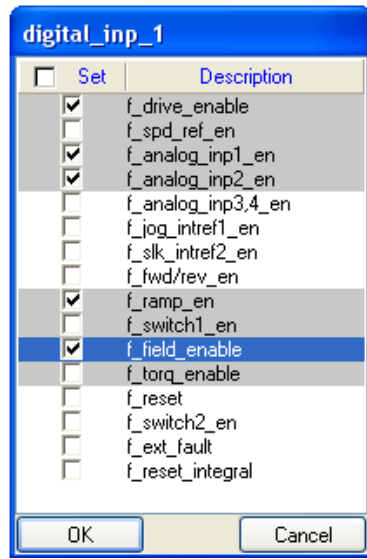 digital_inp_1
Set Description
f_drive_enable
f_spd_ref_en
f_analog_inp1_en
f_analog_inp2_en
f_analog_inp3,4_en
f_jog_intref1_en
f_slk_intref2_en
f_fwd/rev_en
f_ramp_en
f_switch1_en
f_field_enable
f_torq_enable
f_reset
f_switch2_en
f_ext_fault
f_reset_integral
OK Cancel